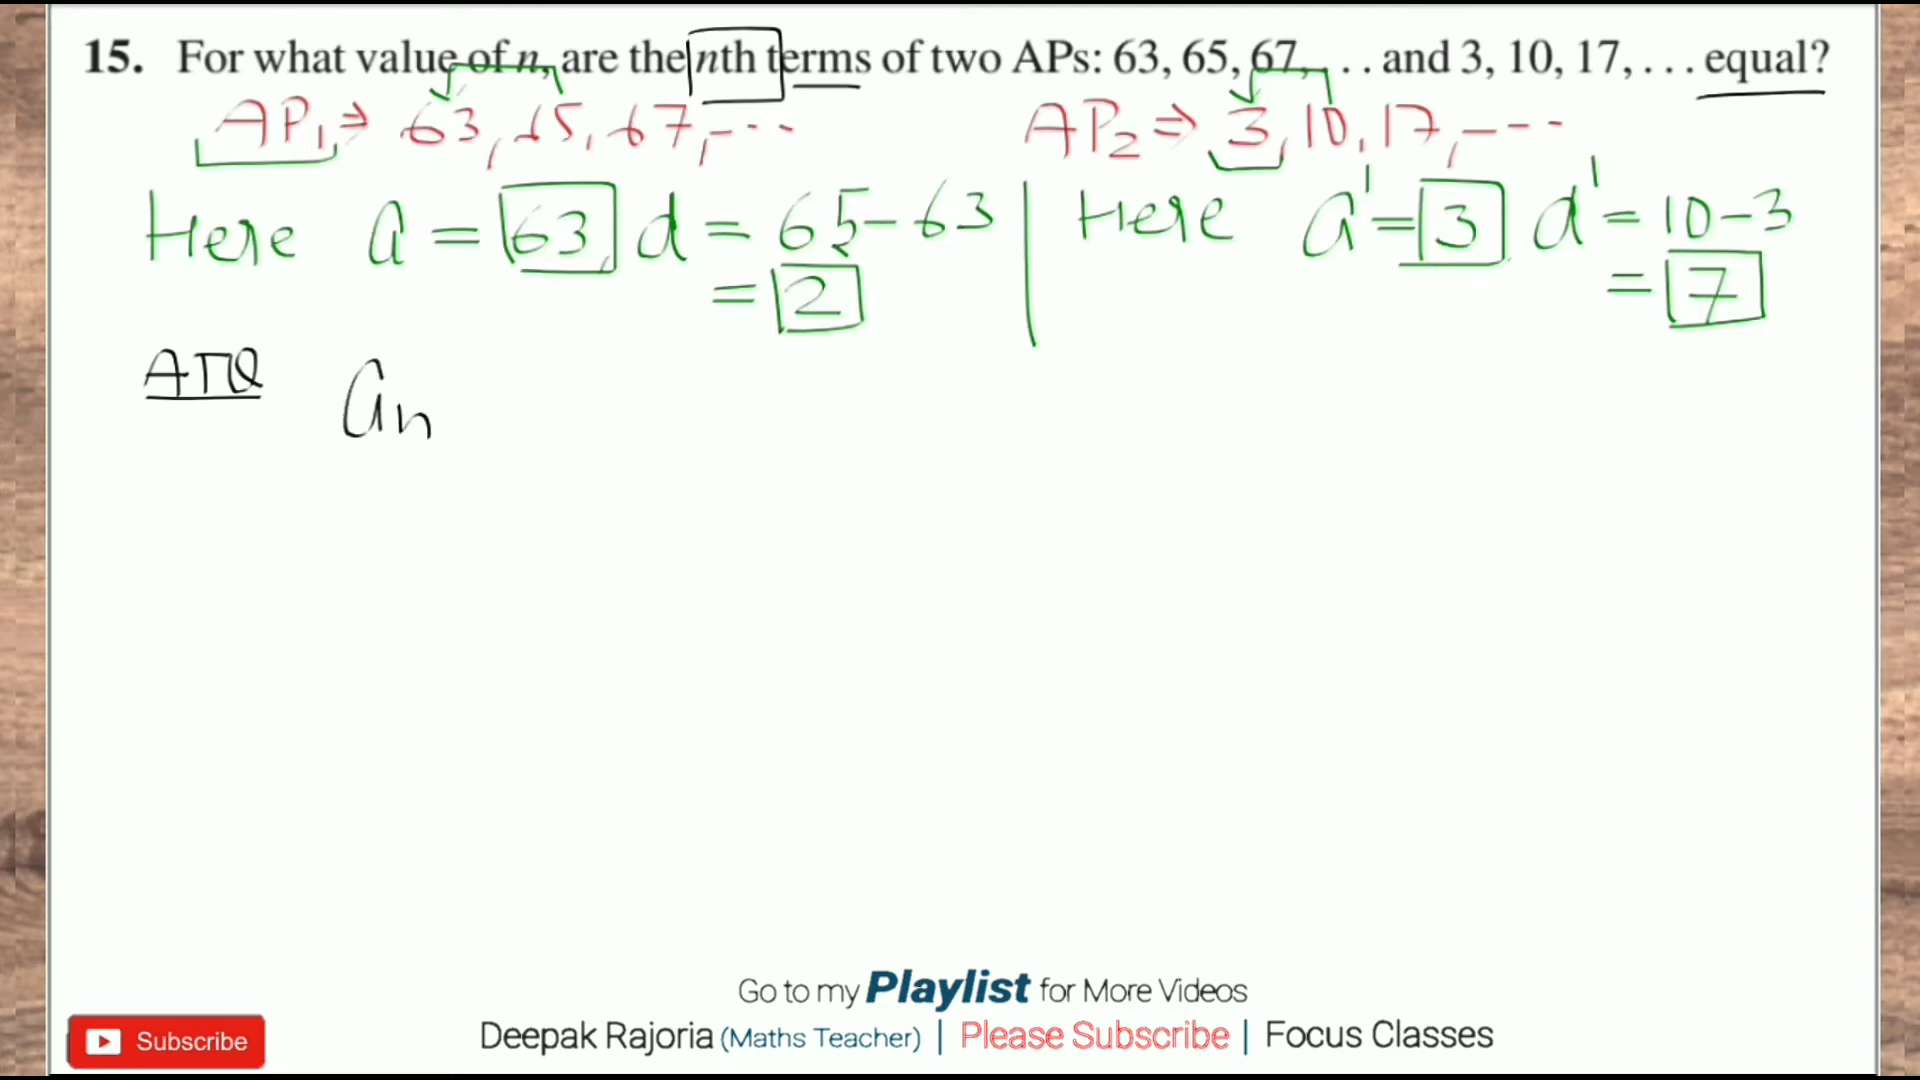 15. For what value of n, are the nth terms of two APs: 63, 65, 67, . . . and 3, 10, 17, . . . equal?
AP₁ ⇒ 63, 65, 67, --- AP₂ ⇒ 3, 10, 17, ---
Here a = 63, d = 65-63 Here a' = 3, d' = 10-3
= 2 = 7
ATQ an
Go to my Playlist for More Videos
Subscribe Deepak Rajoria (Maths Teacher) | Please Subscribe | Focus Classes